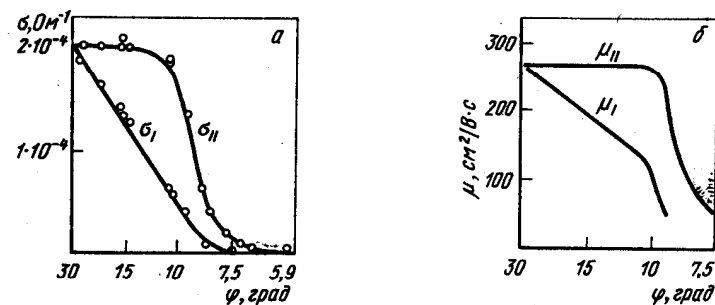 σ, Ом⁻¹
а
2·10⁻⁴
1·10⁻⁴
σI
σII
30 15 10 7,5 5,9
φ, град
б
μ, см²/В·с
300
200
100
μII
μI
30 15 10 7,5
φ, град